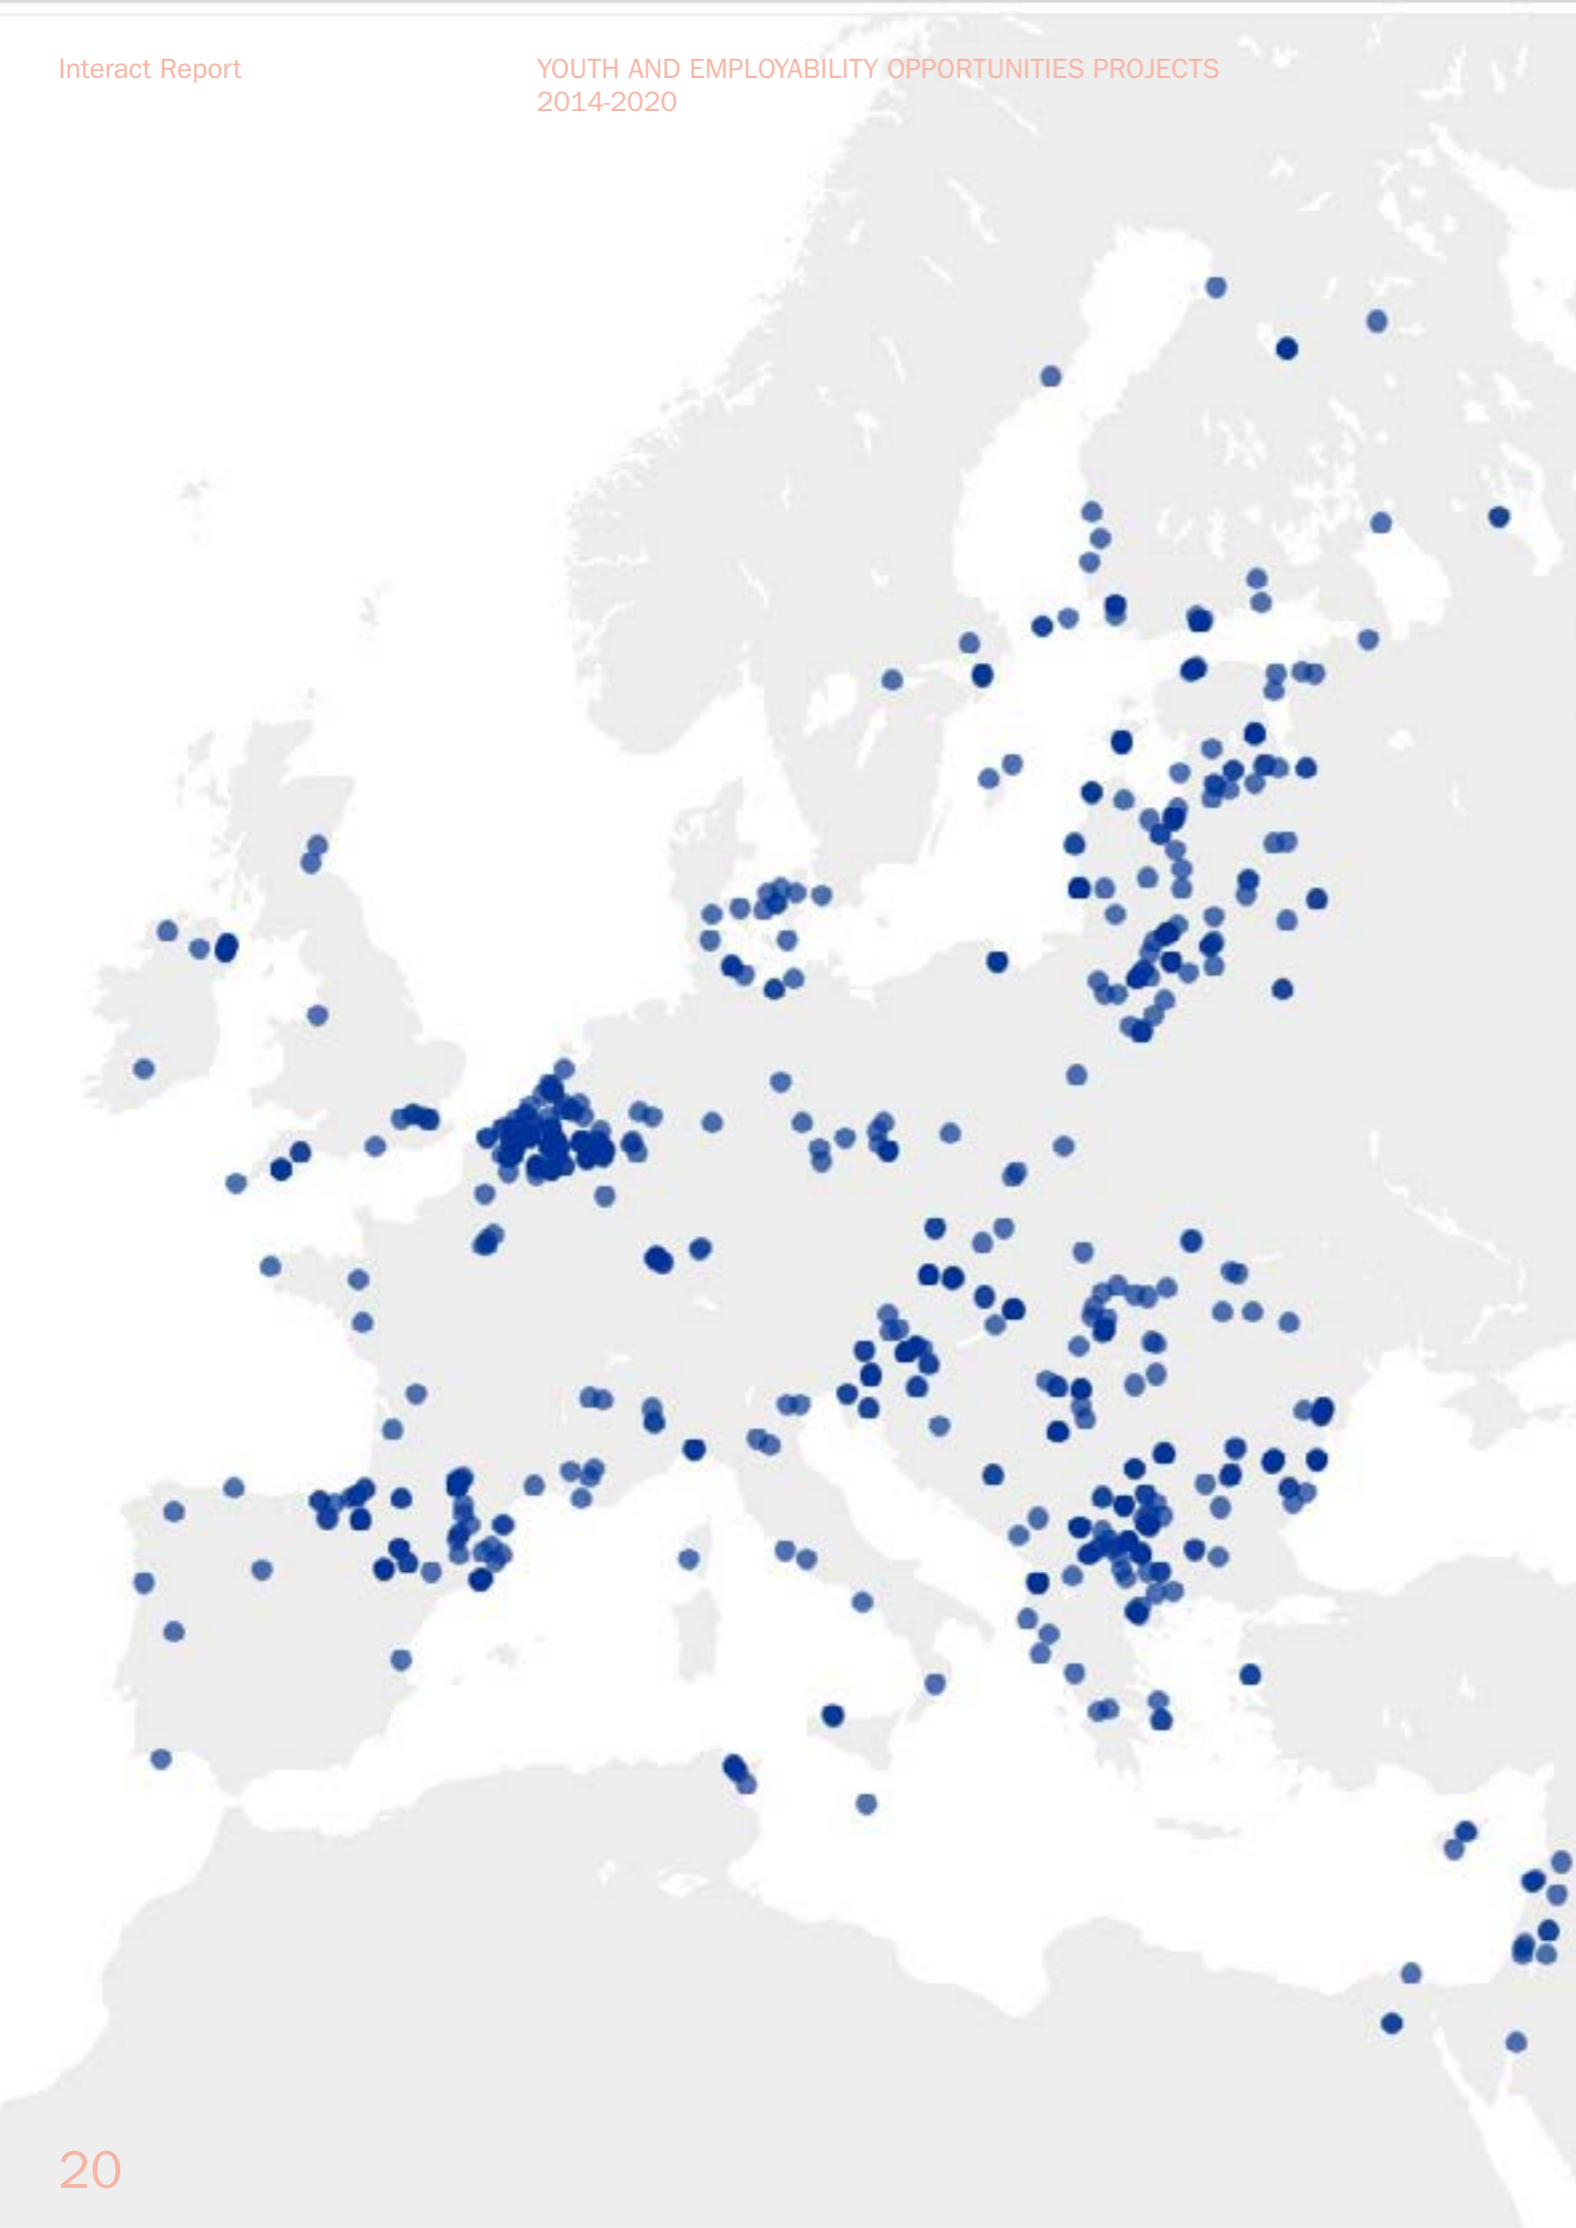 Interact Report
YOUTH AND EMPLOYABILITY OPPORTUNITIES PROJECTS
2014-2020
20